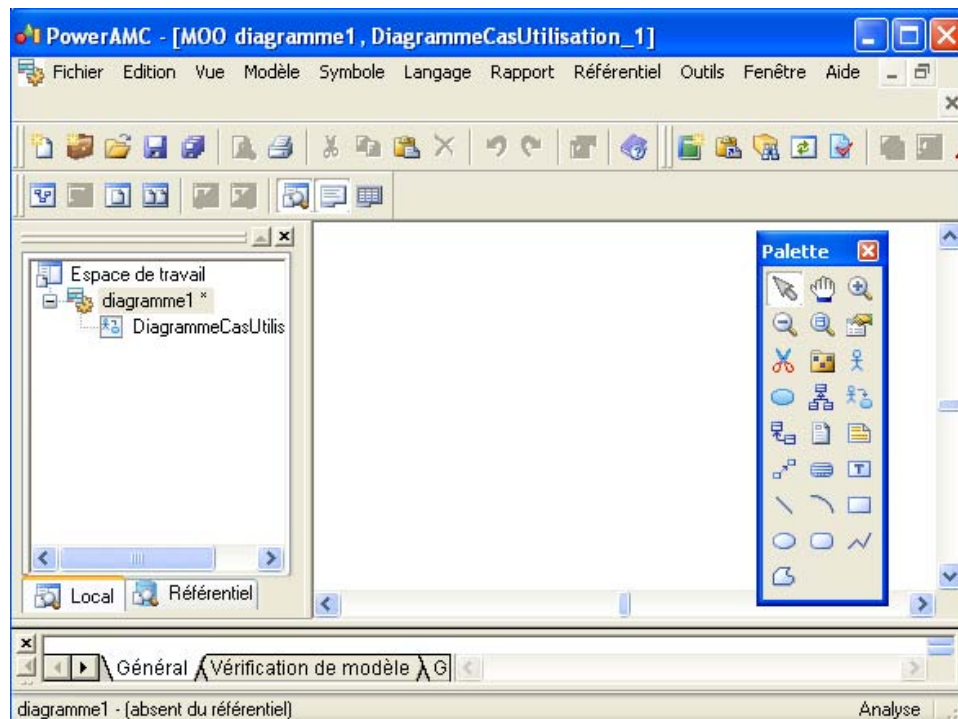 PowerAMC - [MOO diagramme1, DiagrammeCasUtilisation_1]
Fichier Edition Vue Modèle Symbole Langage Rapport Référentiel Outils Fenêtre Aide
Espace de travail
diagramme1 *
DiagrammeCasUtilis
Palette
Local Référentiel
Général Vérification de modèle G
diagramme1 - (absent du référentiel) Analyse